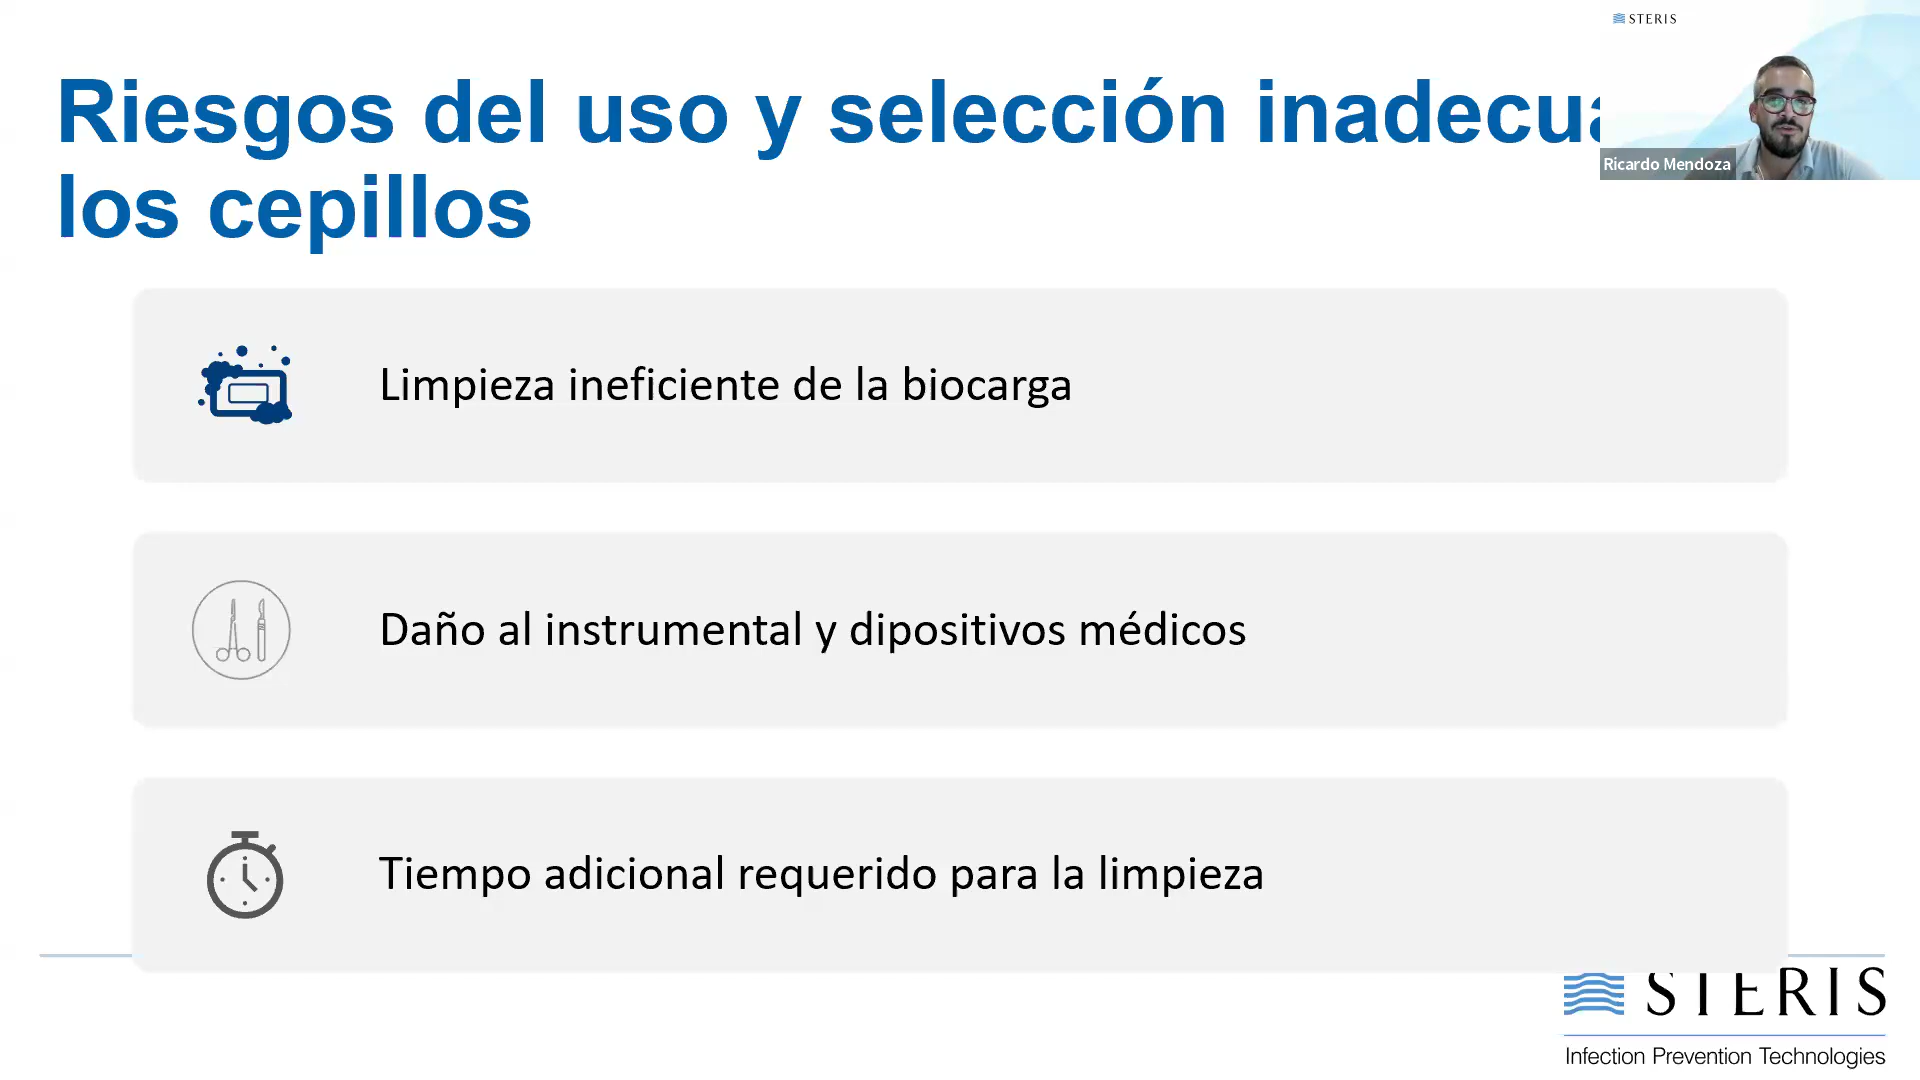 STERIS
Riesgos del uso y selección
los cepillos
Ricardo Mendoza
Limpieza ineficiente de la biocarga
Daño al instrumental y dipositivos médicos
Tiempo adicional requerido para la limpieza
STERIS
Infection Prevention Technologies